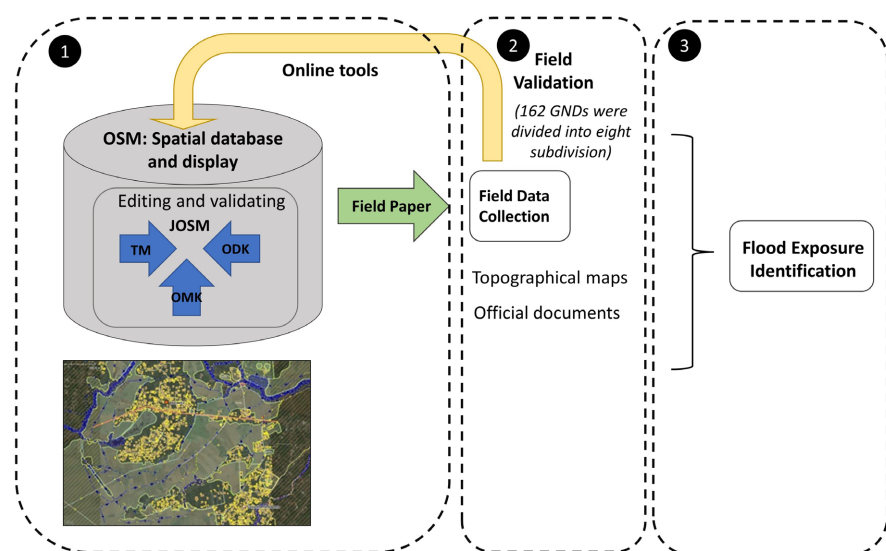 1
Online tools
OSM: Spatial database
and display
Editing and validating
JOSM
TM
ODK
OMK
Field Paper
2
Field
Validation
(162 GNDs were
divided into eight
subdivision)
Field Data
Collection
Topographical maps
Official documents
3
Flood Exposure
Identification